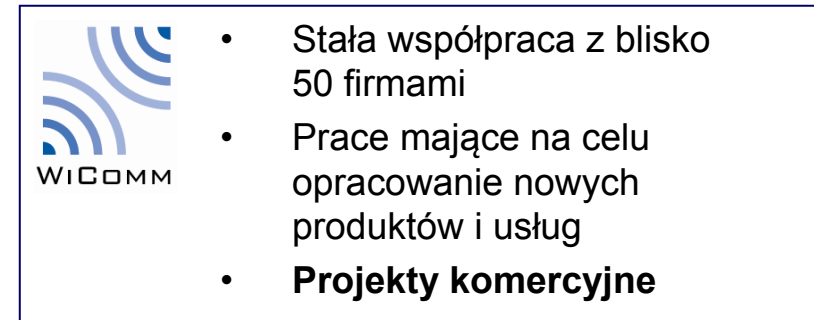 WiComm
• Stała współpraca z blisko
50 firmami
• Prace mające na celu
opracowanie nowych
produktów i usług
• Projekty komercyjne